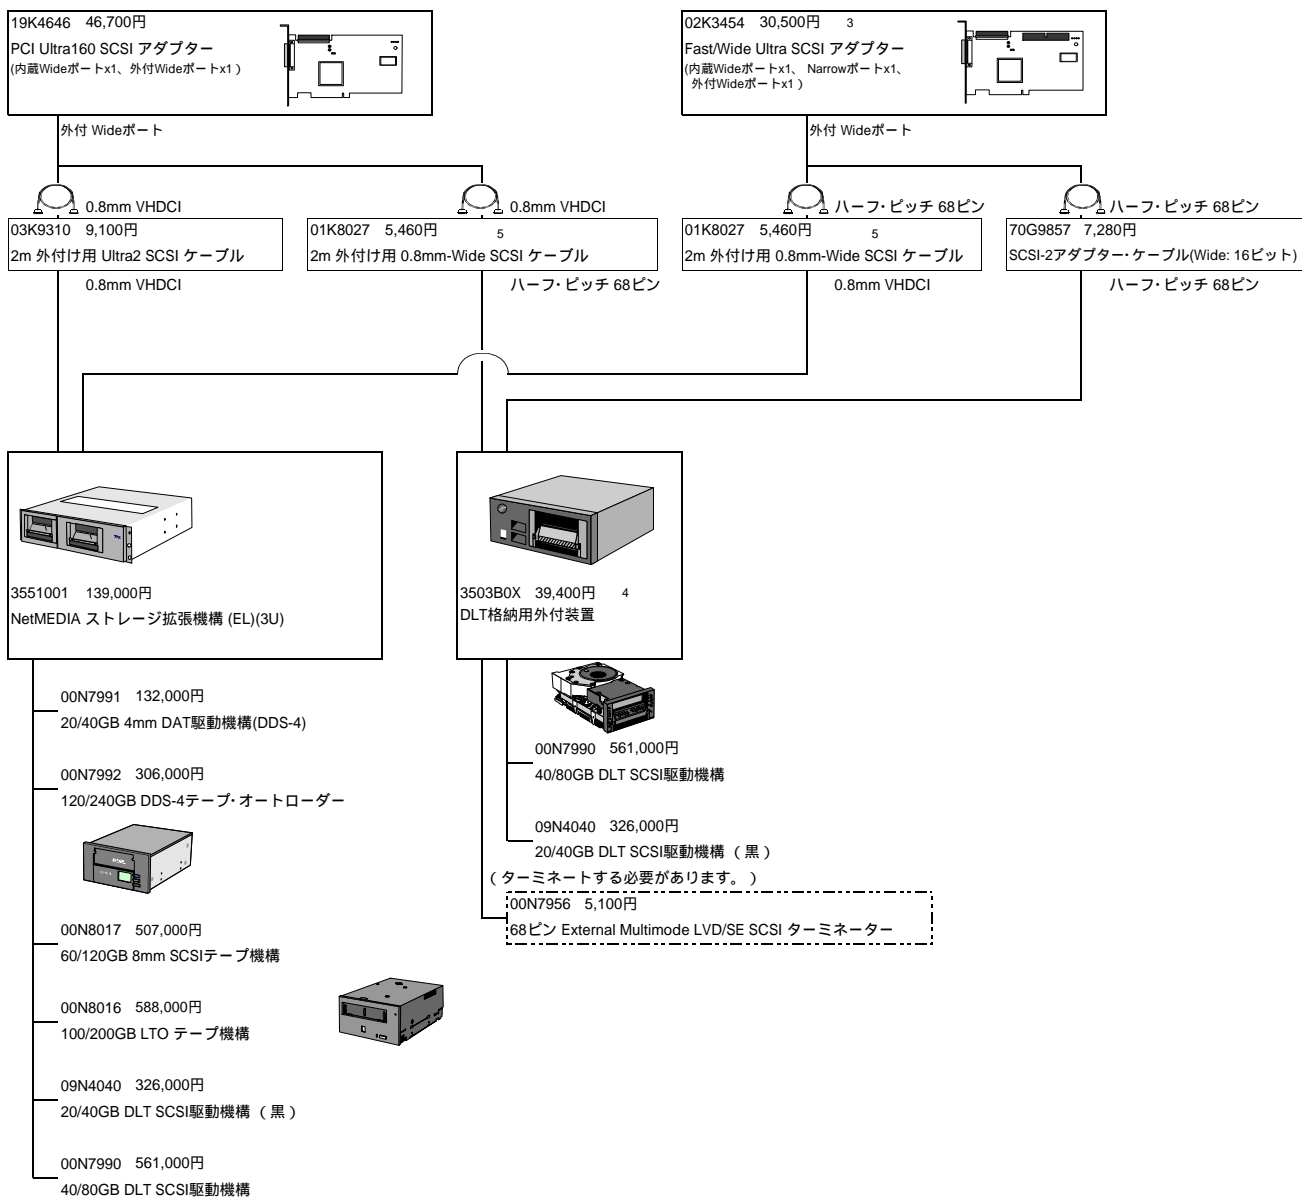 19K4646 46,700円
PCI Ultra160 SCSI アダプター
(内蔵Wideポートx1、外付Wideポートx1 )
外付 Wideポート
02K3454 30,500円 3
Fast/Wide Ultra SCSI アダプター
(内蔵Wideポートx1、 Narrowポートx1、
外付Wideポートx1 )
外付 Wideポート
0.8mm VHDCI
03K9310 9,100円
2m 外付け用 Ultra2 SCSI ケーブル
0.8mm VHDCI
0.8mm VHDCI
01K8027 5,460円 5
2m 外付け用 0.8mm-Wide SCSI ケーブル
ハーフ・ピッチ 68ピン
ハーフ・ピッチ 68ピン
01K8027 5,460円 5
2m 外付け用 0.8mm-Wide SCSI ケーブル
0.8mm VHDCI
ハーフ・ピッチ 68ピン
70G9857 7,280円
SCSI-2アダプター・ケーブル(Wide: 16ビット)
ハーフ・ピッチ 68ピン
3551001 139,000円
NetMEDIA ストレージ拡張機構 (EL)(3U)
00N7991 132,000円
20/40GB 4mm DAT駆動機構(DDS-4)
00N7992 306,000円
120/240GB DDS-4テープ・オートローダー
00N8017 507,000円
60/120GB 8mm SCSIテープ機構
00N8016 588,000円
100/200GB LTO テープ機構
09N4040 326,000円
20/40GB DLT SCSI駆動機構 ( 黒 )
00N7990 561,000円
40/80GB DLT SCSI駆動機構
3503B0X 39,400円 4
DLT格納用外付装置
00N7990 561,000円
40/80GB DLT SCSI駆動機構
09N4040 326,000円
20/40GB DLT SCSI駆動機構 ( 黒 )
( ターミネートする必要があります。 )
00N7956 5,100円
68ピン External Multimode LVD/SE SCSI ターミネーター